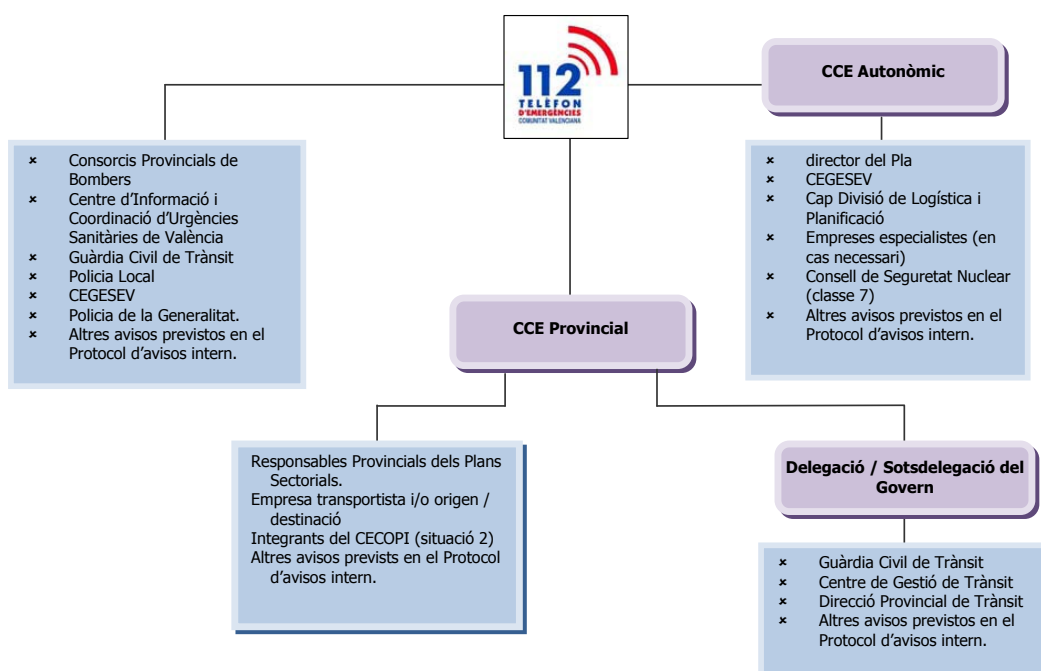 112
TELÈFON
D'EMERGÈNCIES
COMUNITAT VALENCIANA
CCE Autonòmic
× Consorcis Provincials de
Bombers
× Centre d'Informació i
Coordinació d'Urgències
Sanitàries de València
× Guàrdia Civil de Trànsit
× Policia Local
× CEGESEV
× Policia de la Generalitat.
× Altres avisos previstos en el
Protocol d'avisos intern.
× director del Pla
× CEGESEV
× Cap Divisió de Logística i
Planificació
× Empreses especialistes (en
cas necessari)
× Consell de Seguretat Nuclear
(classe 7)
× Altres avisos previstos en el
Protocol d'avisos intern.
CCE Provincial
Responsables Provincials dels Plans
Sectorials.
Empresa transportista i/o origen /
destinació
Integrants del CECOPI (situació 2)
Altres avisos prevists en el Protocol
d'avisos intern.
Delegació / Sotsdelegació del
Govern
× Guàrdia Civil de Trànsit
× Centre de Gestió de Trànsit
× Direcció Provincial de Trànsit
× Altres avisos previstos en el
Protocol d'avisos intern.